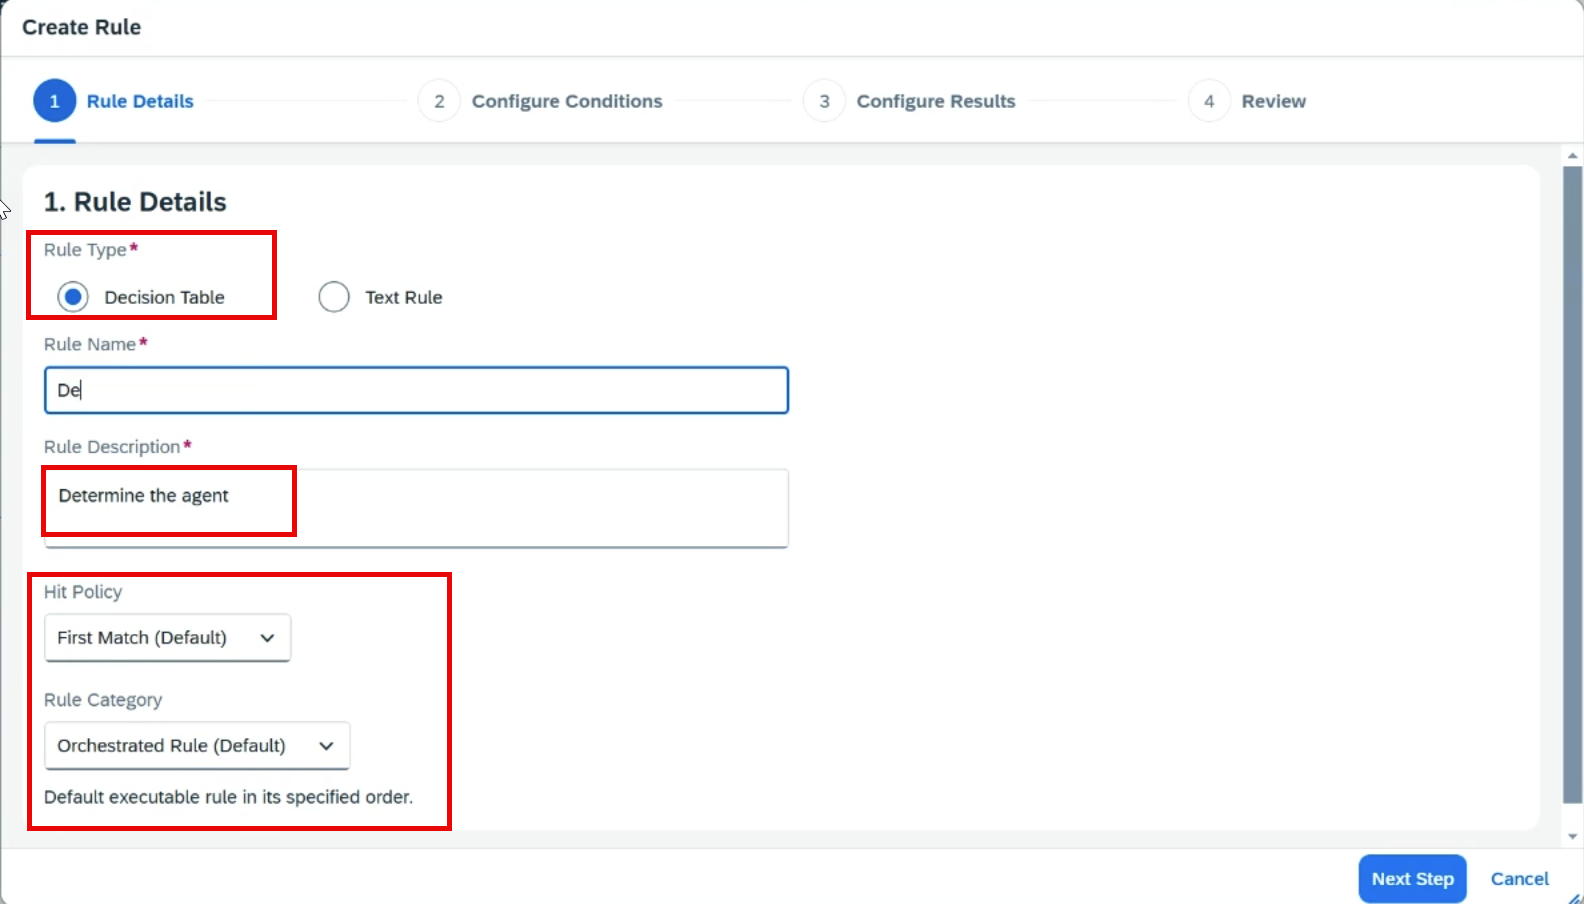 Create Rule
1 Rule Details 2 Configure Conditions 3 Configure Results 4 Review
1. Rule Details
Rule Type*
Decision Table Text Rule
Rule Name*
De
Rule Description*
Determine the agent
Hit Policy
First Match (Default)
Rule Category
Orchestrated Rule (Default)
Default executable rule in its specified order.
Next Step Cancel